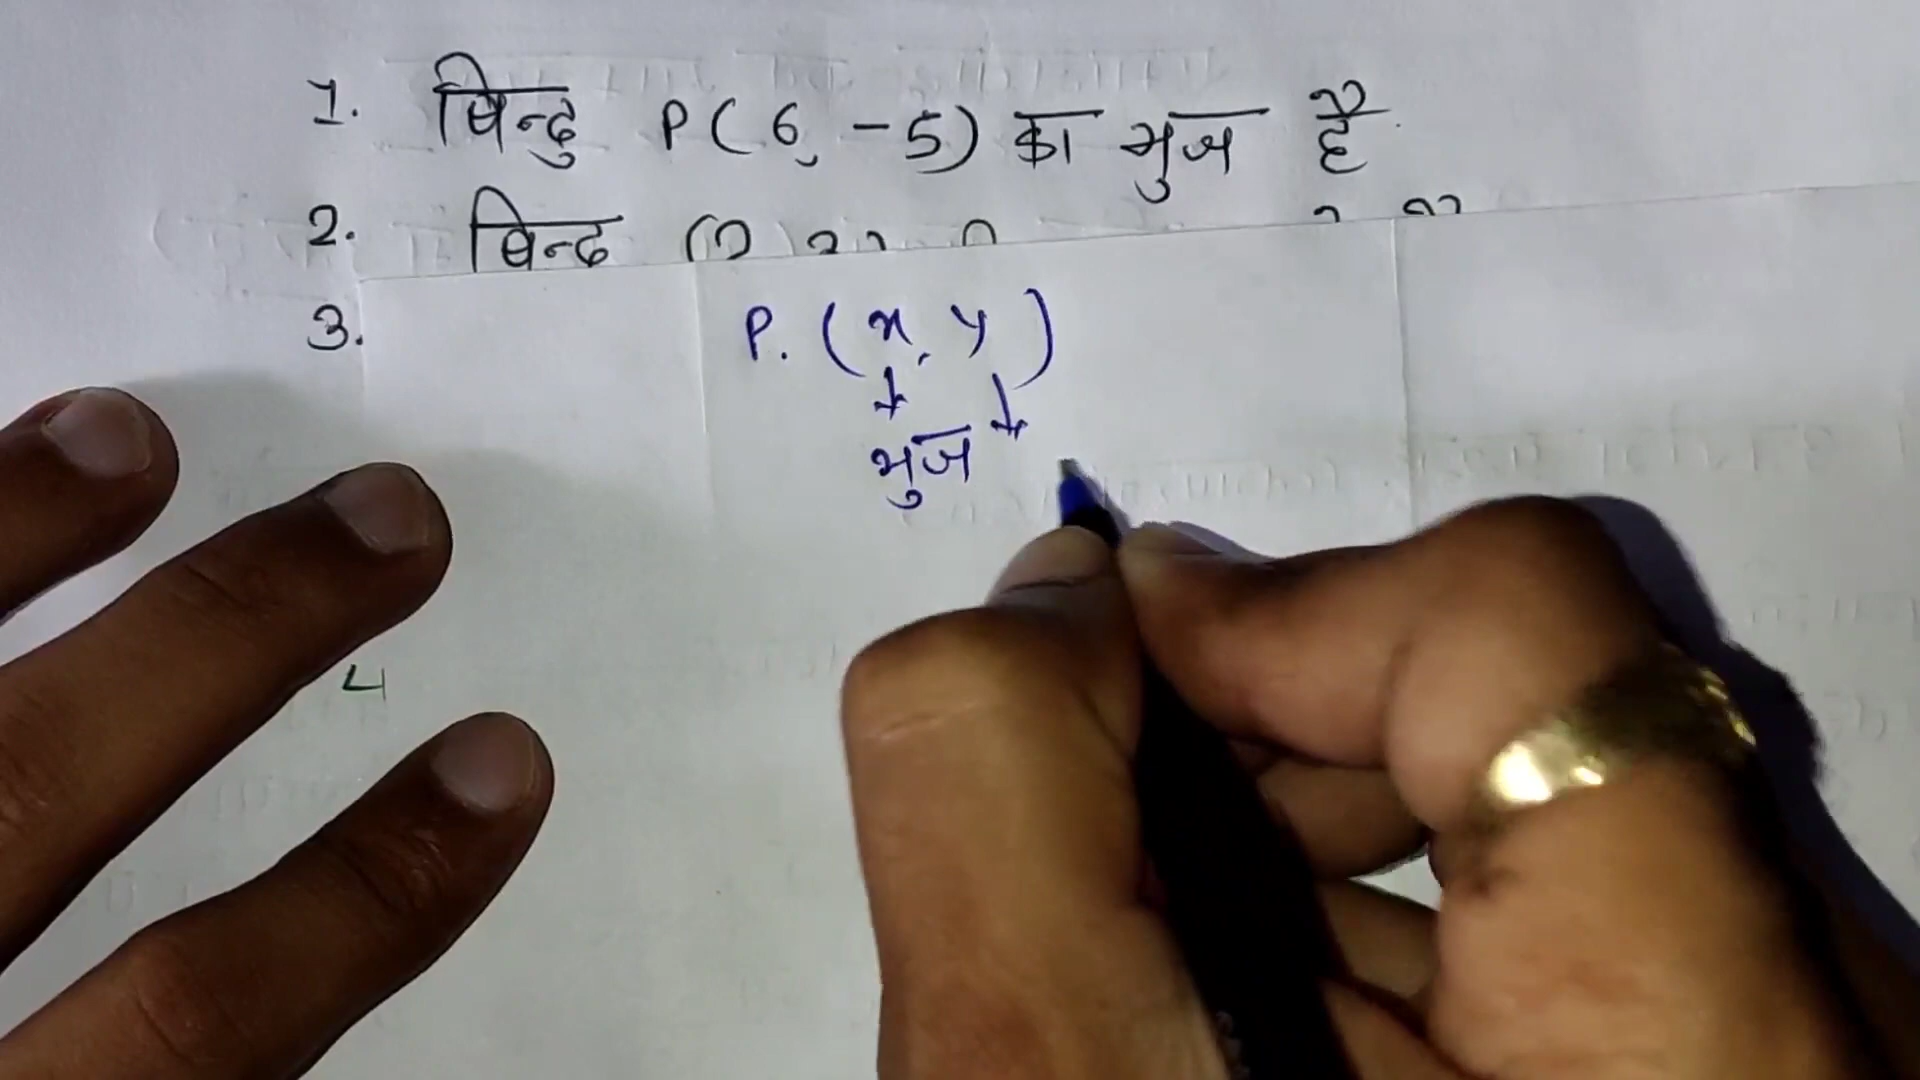 1. बिन्दु P(6, -5) का भुज है
2. बिन्दु
3.
P. (x, y)
भुज
4